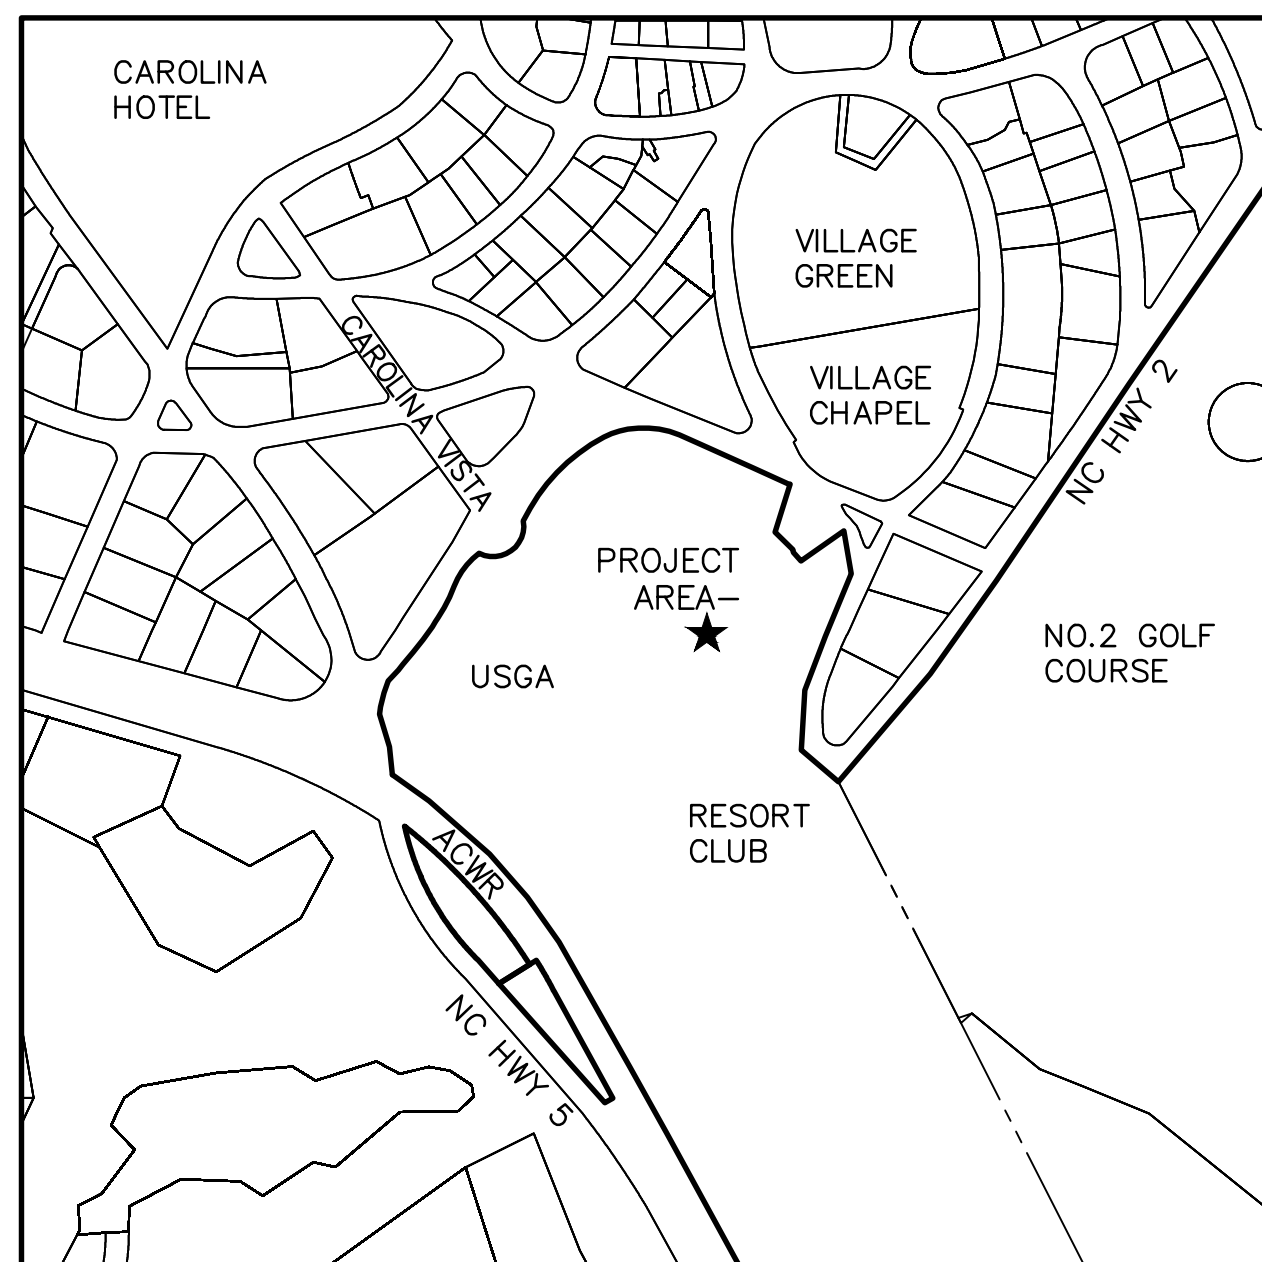 CAROLINA
HOTEL
VILLAGE
GREEN
CAROLINA VISTA
VILLAGE
CHAPEL
NC HWY 2
PROJECT
AREA–
NO.2 GOLF
COURSE
USGA
RESORT
CLUB
ACWR
NC HWY 5